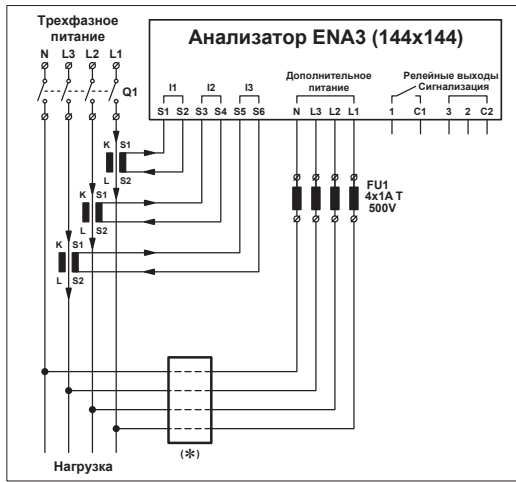 Трехфазное
питание
N L3 L2 L1
Q1
Анализатор ENA3 (144x144)
I1 I2 I3
Дополнительное
питание
Релейные выходы
Сигнализация
S1 S2 S3 S4 S5 S6 N L3 L2 L1 1 C1 3 2 C2
K S1
L S2
K S1
L S2
K S1
L S2
FU1
4x1A T
500V
(*)
Нагрузка